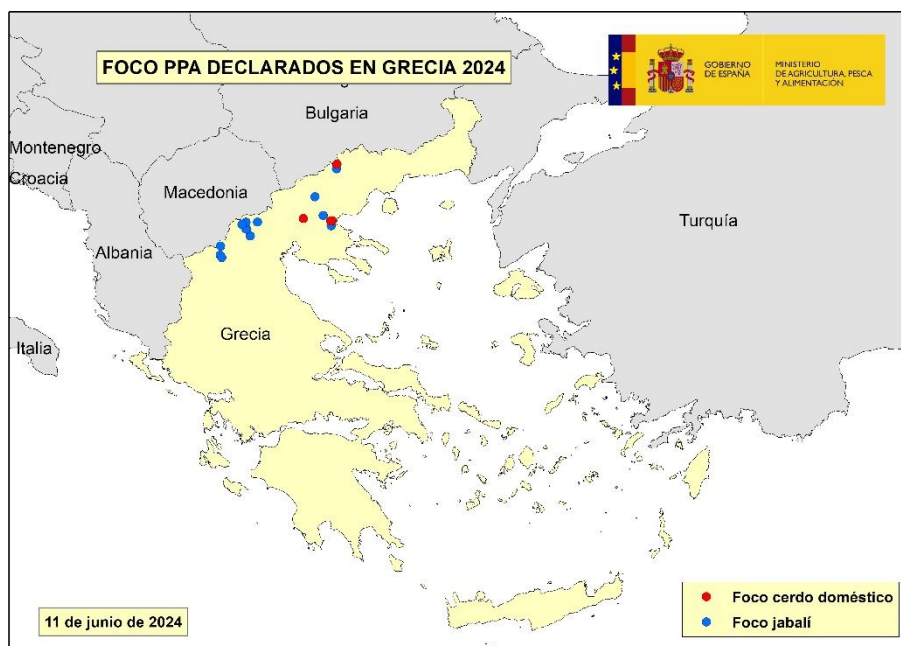 FOCO PPA DECLARADOS EN GRECIA 2024
GOBIERNO
DE ESPAÑA
MINISTERIO
DE AGRICULTURA, PESCA
Y ALIMENTACIÓN
Bulgaria
Montenegro
Croacia
Macedonia
Albania
Turquía
Italia
Grecia
11 de junio de 2024
Foco cerdo doméstico
Foco jabalí